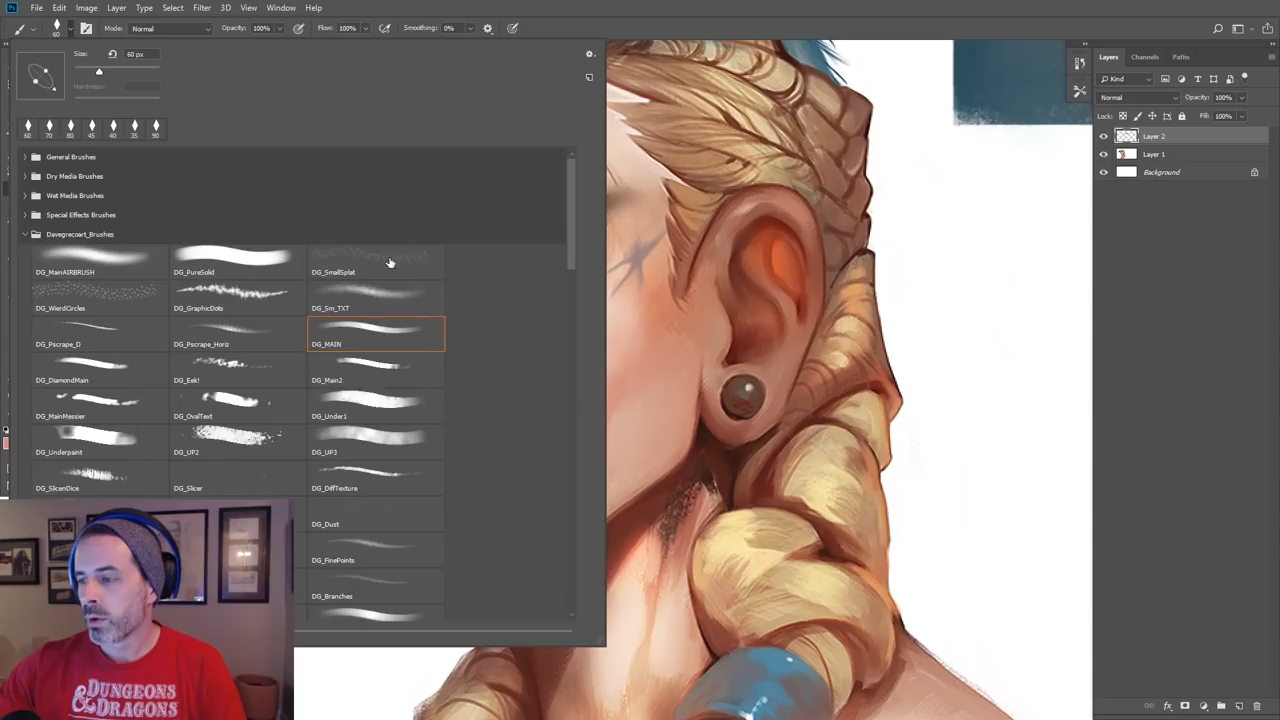 Ps File Edit Image Layer Type Select Filter 3D View Window Help
60 Mode: Normal Opacity: 100% Flow: 100% Smoothing: 0%
Size: 60 px
Hardness:
60 70 80 45 40 35 90
General Brushes
Dry Media Brushes
Wet Media Brushes
Special Effects Brushes
Davegrecoart_Brushes
DG_MainAIRBRUSH DG_PureSolid DG_SmallSplat
DG_WierdCircles DG_GraphicDots DG_Sm_TXT
DG_Pscrape_D DG_Pscrape_Horiz DG_MAIN
DG_DiamondMain DG_Eek! DG_Main2
DG_MainMessier DG_OvalText DG_Under1
DG_Underpaint DG_UP2 DG_UP3
DG_SlicenDice DG_Slicer DG_DiffTexture
DG_Dust
DG_FinePoints
DG_Branches
Layers Channels Paths
Kind
Normal Opacity: 100%
Lock: Fill: 100%
Layer 2
Layer 1
Background
fx
DUNGEONS
& DRAGONS